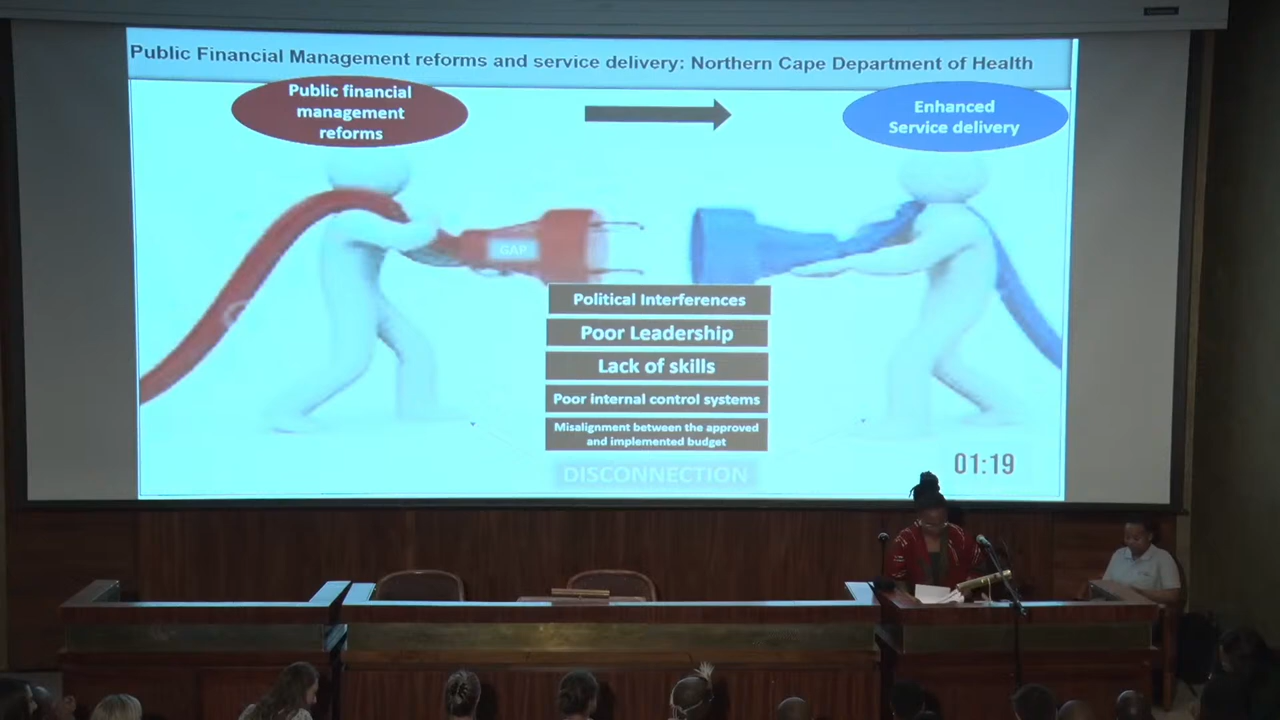 Public Financial Management reforms and service delivery: Northern Cape Department of Health
Public financial
management
reforms
Enhanced
Service delivery
GAP
Political Interferences
Poor Leadership
Lack of skills
Poor internal control systems
Misalignment between the approved
and implemented budget
DISCONNECTION
01:19